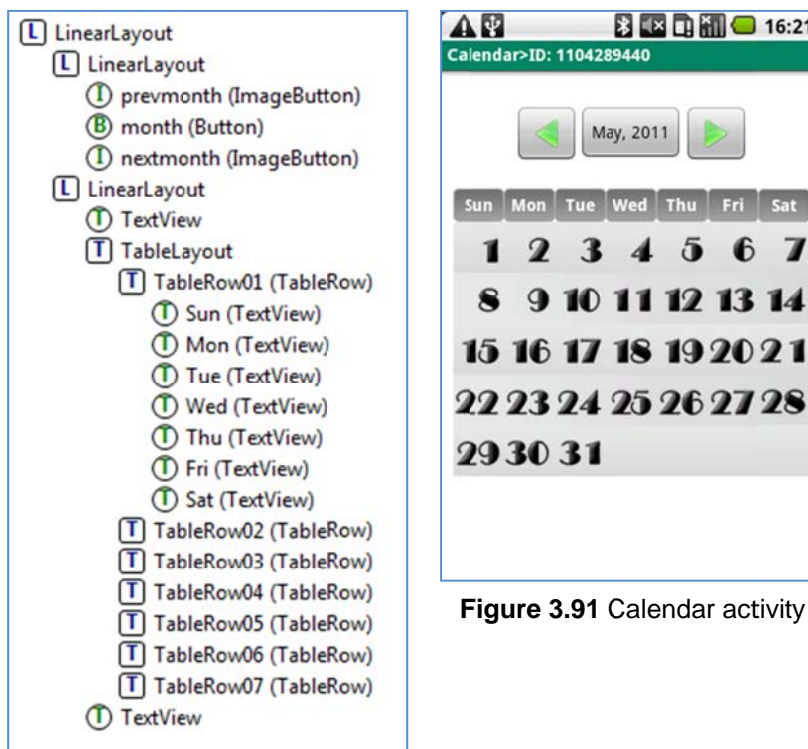 L LinearLayout
L LinearLayout
I prevmonth (ImageButton)
B month (Button)
I nextmonth (ImageButton)
L LinearLayout
T TextView
T TableLayout
T TableRow01 (TableRow)
T Sun (TextView)
T Mon (TextView)
T Tue (TextView)
T Wed (TextView)
T Thu (TextView)
T Fri (TextView)
T Sat (TextView)
T TableRow02 (TableRow)
T TableRow03 (TableRow)
T TableRow04 (TableRow)
T TableRow05 (TableRow)
T TableRow06 (TableRow)
T TableRow07 (TableRow)
T TextView
16:21
Calendar>ID: 1104289440
May, 2011
Sun Mon Tue Wed Thu Fri Sat
1 2 3 4 5 6 7
8 9 10 11 12 13 14
15 16 17 18 19 20 21
22 23 24 25 26 27 28
29 30 31
Figure 3.91 Calendar activity